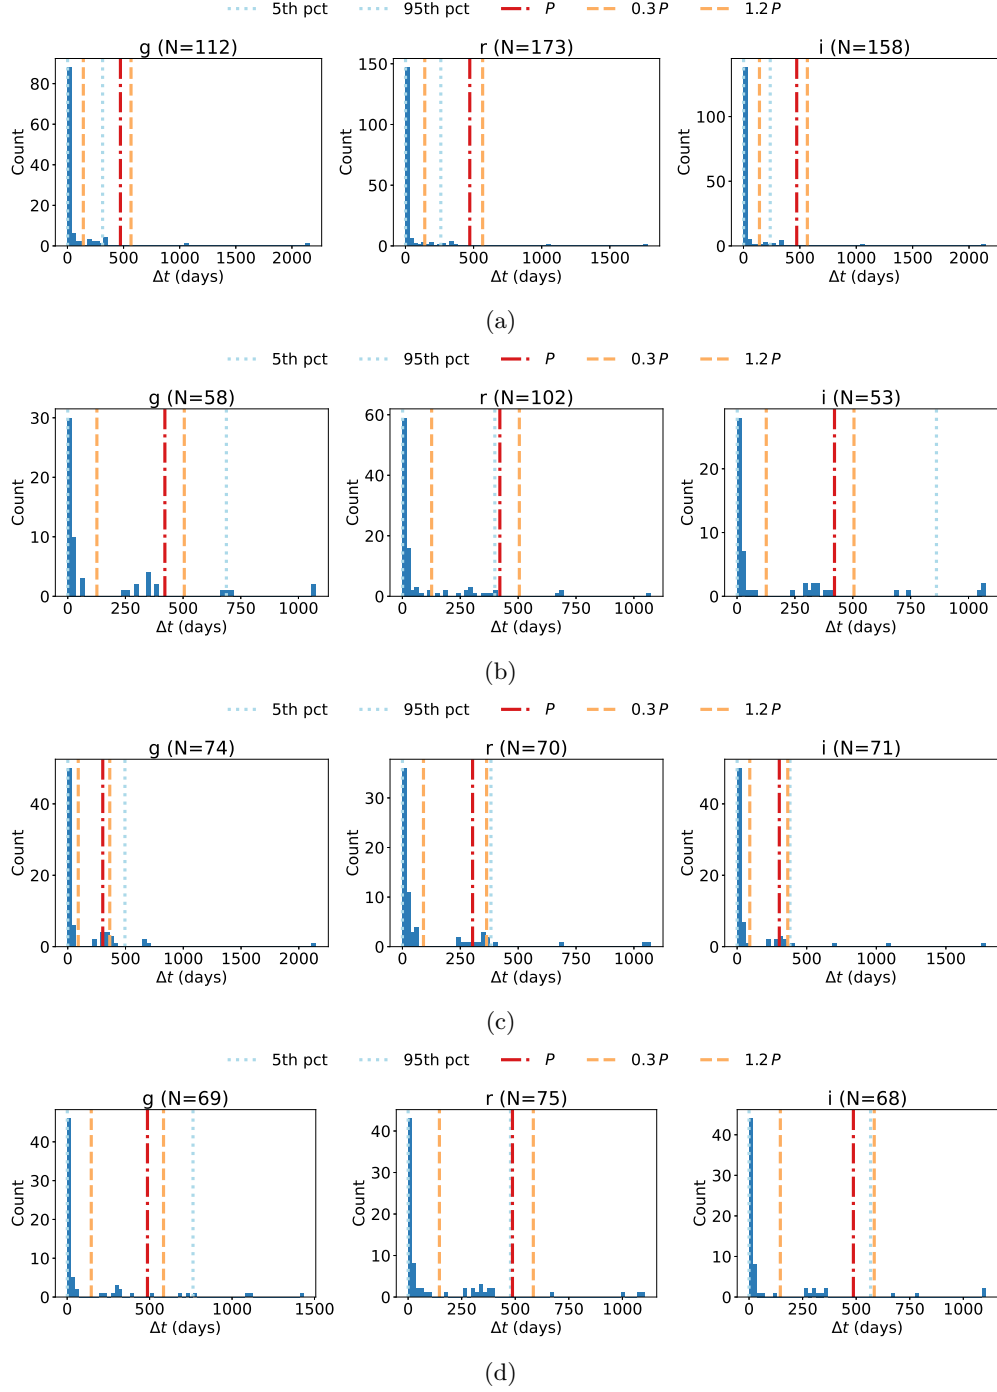 5th pct 95th pct P 0.3 P 1.2 P
g (N=112) r (N=173) i (N=158)
80 60 40 20 0
150 100 50 0
100 50 0
Count Count Count
0 500 1000 1500 2000
0 500 1000 1500
0 500 1000 1500 2000
Δt (days) Δt (days) Δt (days)
(a)
5th pct 95th pct P 0.3 P 1.2 P
g (N=58) r (N=102) i (N=53)
30 20 10 0
60 40 20 0
20 10 0
Count Count Count
0 250 500 750 1000
0 250 500 750 1000
0 250 500 750 1000
Δt (days) Δt (days) Δt (days)
(b)
5th pct 95th pct P 0.3 P 1.2 P
g (N=74) r (N=70) i (N=71)
40 20 0
30 20 10 0
40 20 0
Count Count Count
0 500 1000 1500 2000
0 250 500 750 1000
0 500 1000 1500
Δt (days) Δt (days) Δt (days)
(c)
5th pct 95th pct P 0.3 P 1.2 P
g (N=69) r (N=75) i (N=68)
40 30 20 10 0
40 30 20 10 0
40 30 20 10 0
Count Count Count
0 500 1000 1500
0 250 500 750 1000
0 250 500 750 1000
Δt (days) Δt (days) Δt (days)
(d)